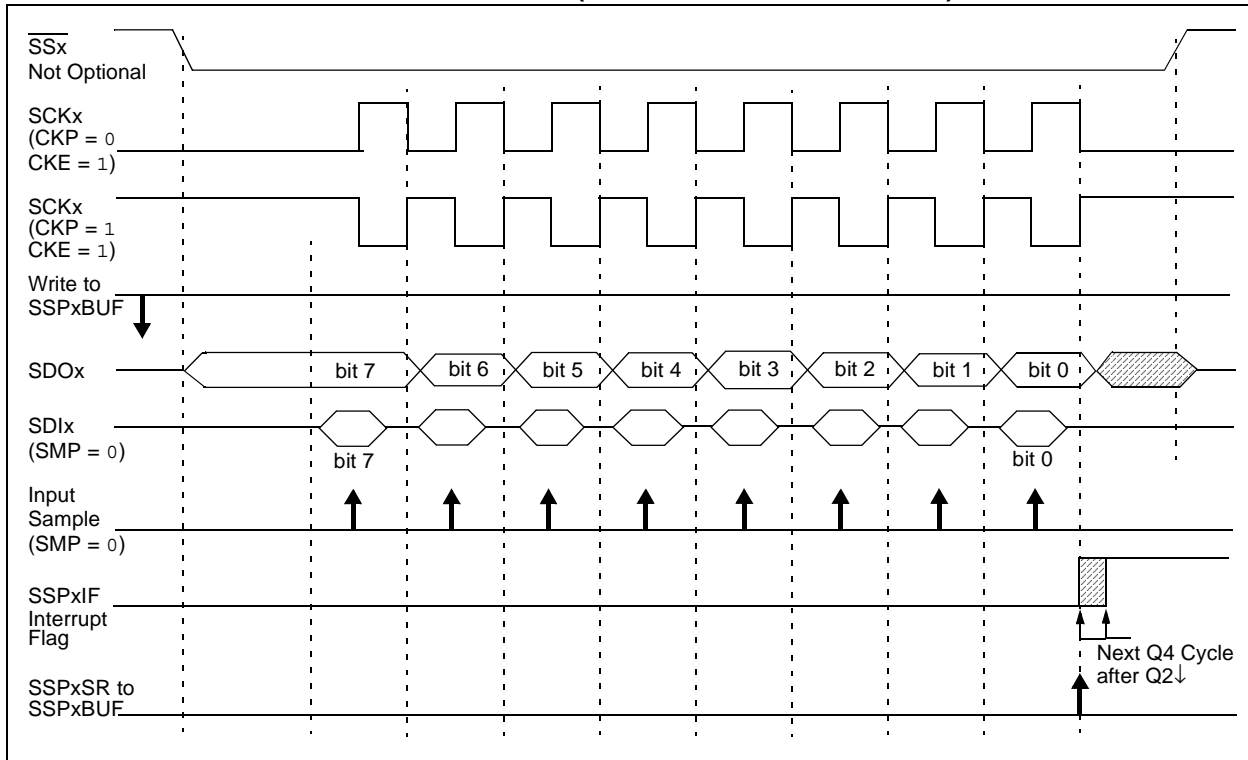 SSx
Not Optional
SCKx
(CKP = 0
CKE = 1)
SCKx
(CKP = 1
CKE = 1)
Write to
SSPxBUF
SDOx
bit 7 bit 6 bit 5 bit 4 bit 3 bit 2 bit 1 bit 0
SDIx
(SMP = 0)
bit 7 bit 0
Input
Sample
(SMP = 0)
SSPxIF
Interrupt
Flag
Next Q4 Cycle
after Q2↓
SSPxSR to
SSPxBUF